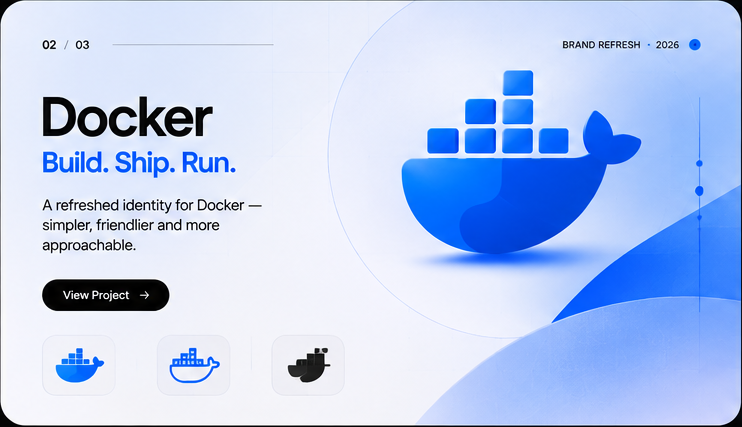 02 / 03
BRAND REFRESH · 2026
Docker
Build. Ship. Run.
A refreshed identity for Docker —
simpler, friendlier and more
approachable.
View Project →